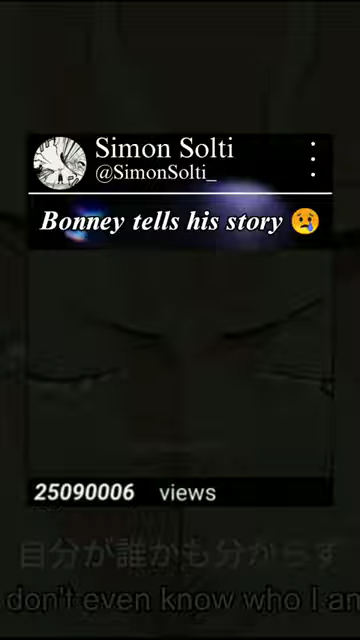 Simon Solti
@SimonSolti_
Bonney tells his story 😢
25090006 views
自分が誰かも分からず
don't even know who I am